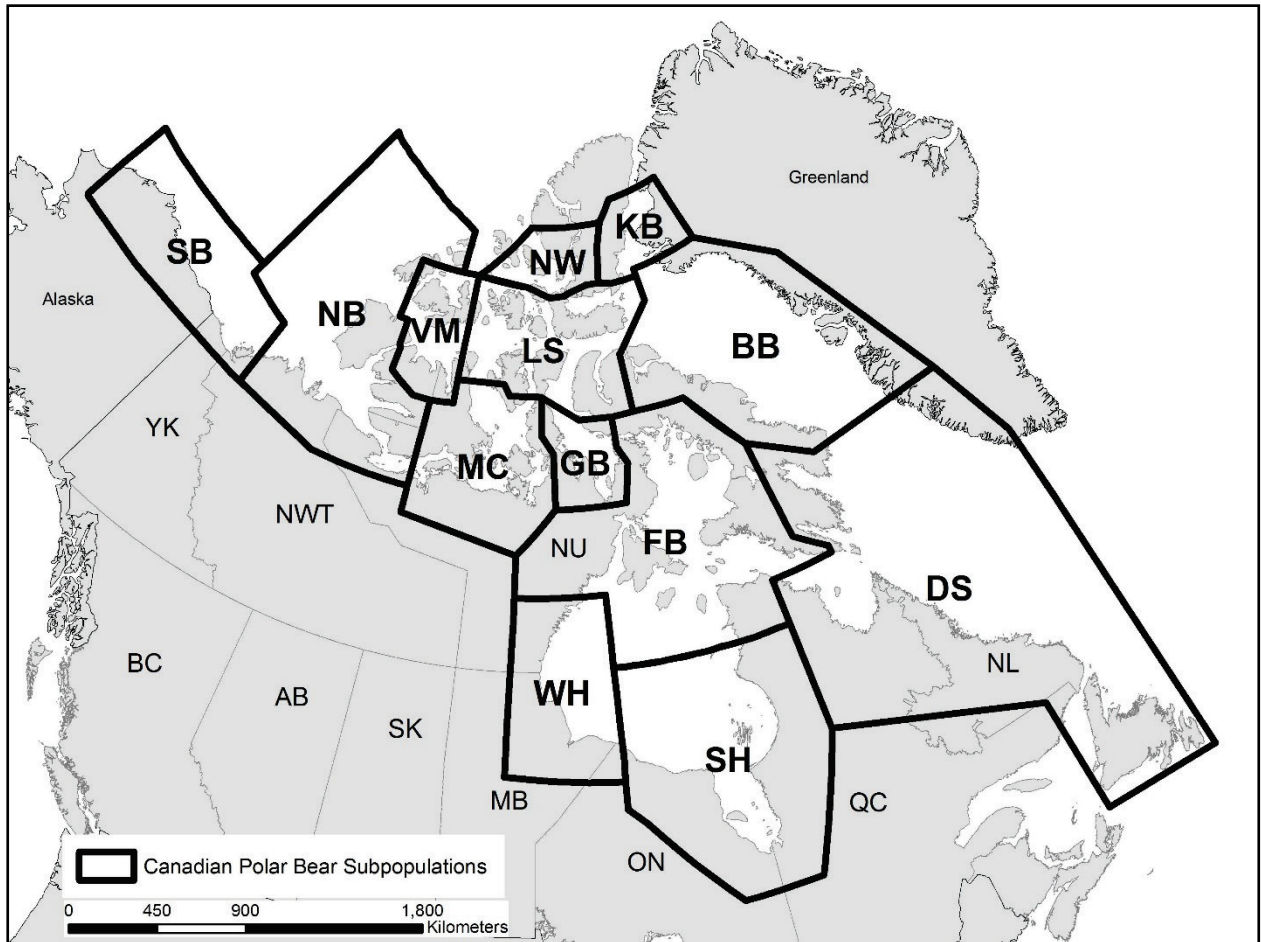 Greenland
KB
NW
SB
Alaska
NB
VM
LS
BB
YK
MC
GB
NWT
NU
FB
DS
BC
AB
SK
WH
NL
SH
MB
QC
ON
Canadian Polar Bear Subpopulations
0 450 900 1,800
Kilometers